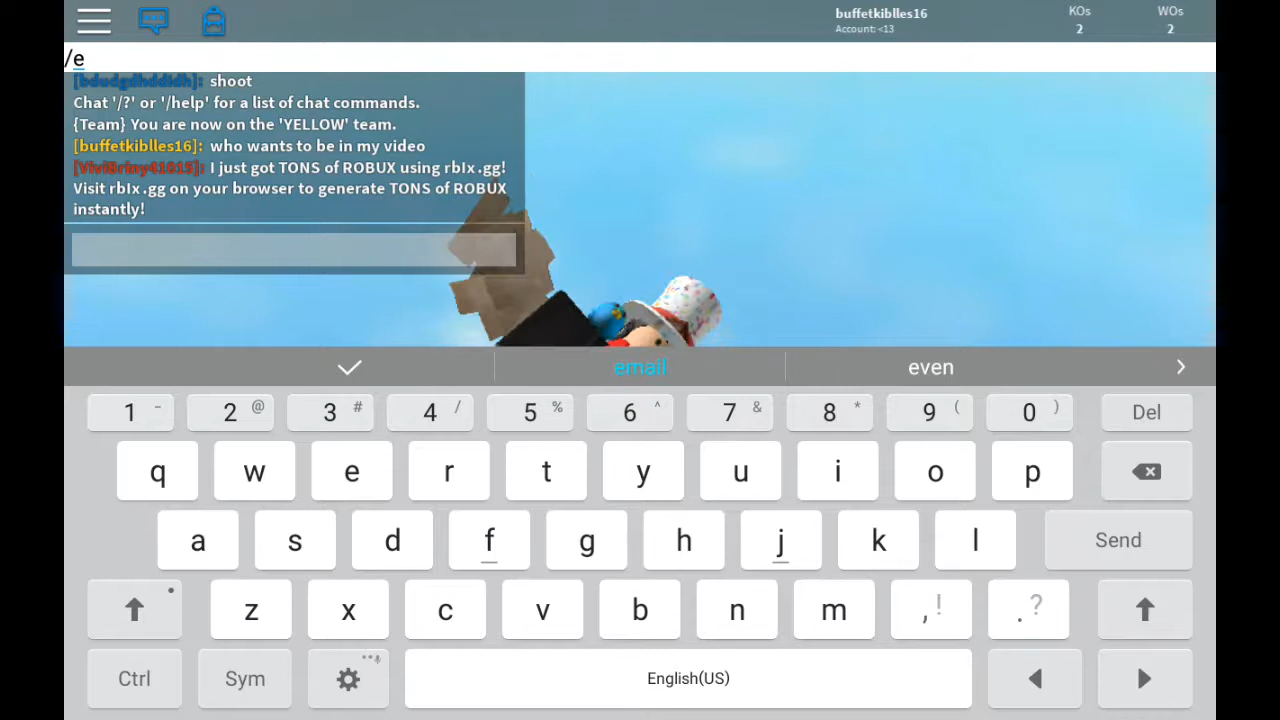 buffetkiblles16 KOs WOs
Account: <13 2 2
/e
[bdudgdhddidh]: shoot
Chat '/?' or '/help' for a list of chat commands.
{Team} You are now on the 'YELLOW' team.
[buffetkiblles16]: who wants to be in my video
I just got TONS of ROBUX using rbIx.gg!
Visit rbIx.gg on your browser to generate TONS of ROBUX
instantly!
email even
1 - 2 @ 3 # 4 / 5 % 6 ^ 7 & 8 * 9 ( 0 ) Del
q w e r t y u i o p
a s d f g h j k l Send
z x c v b n m , ! . ?
Ctrl Sym English(US)